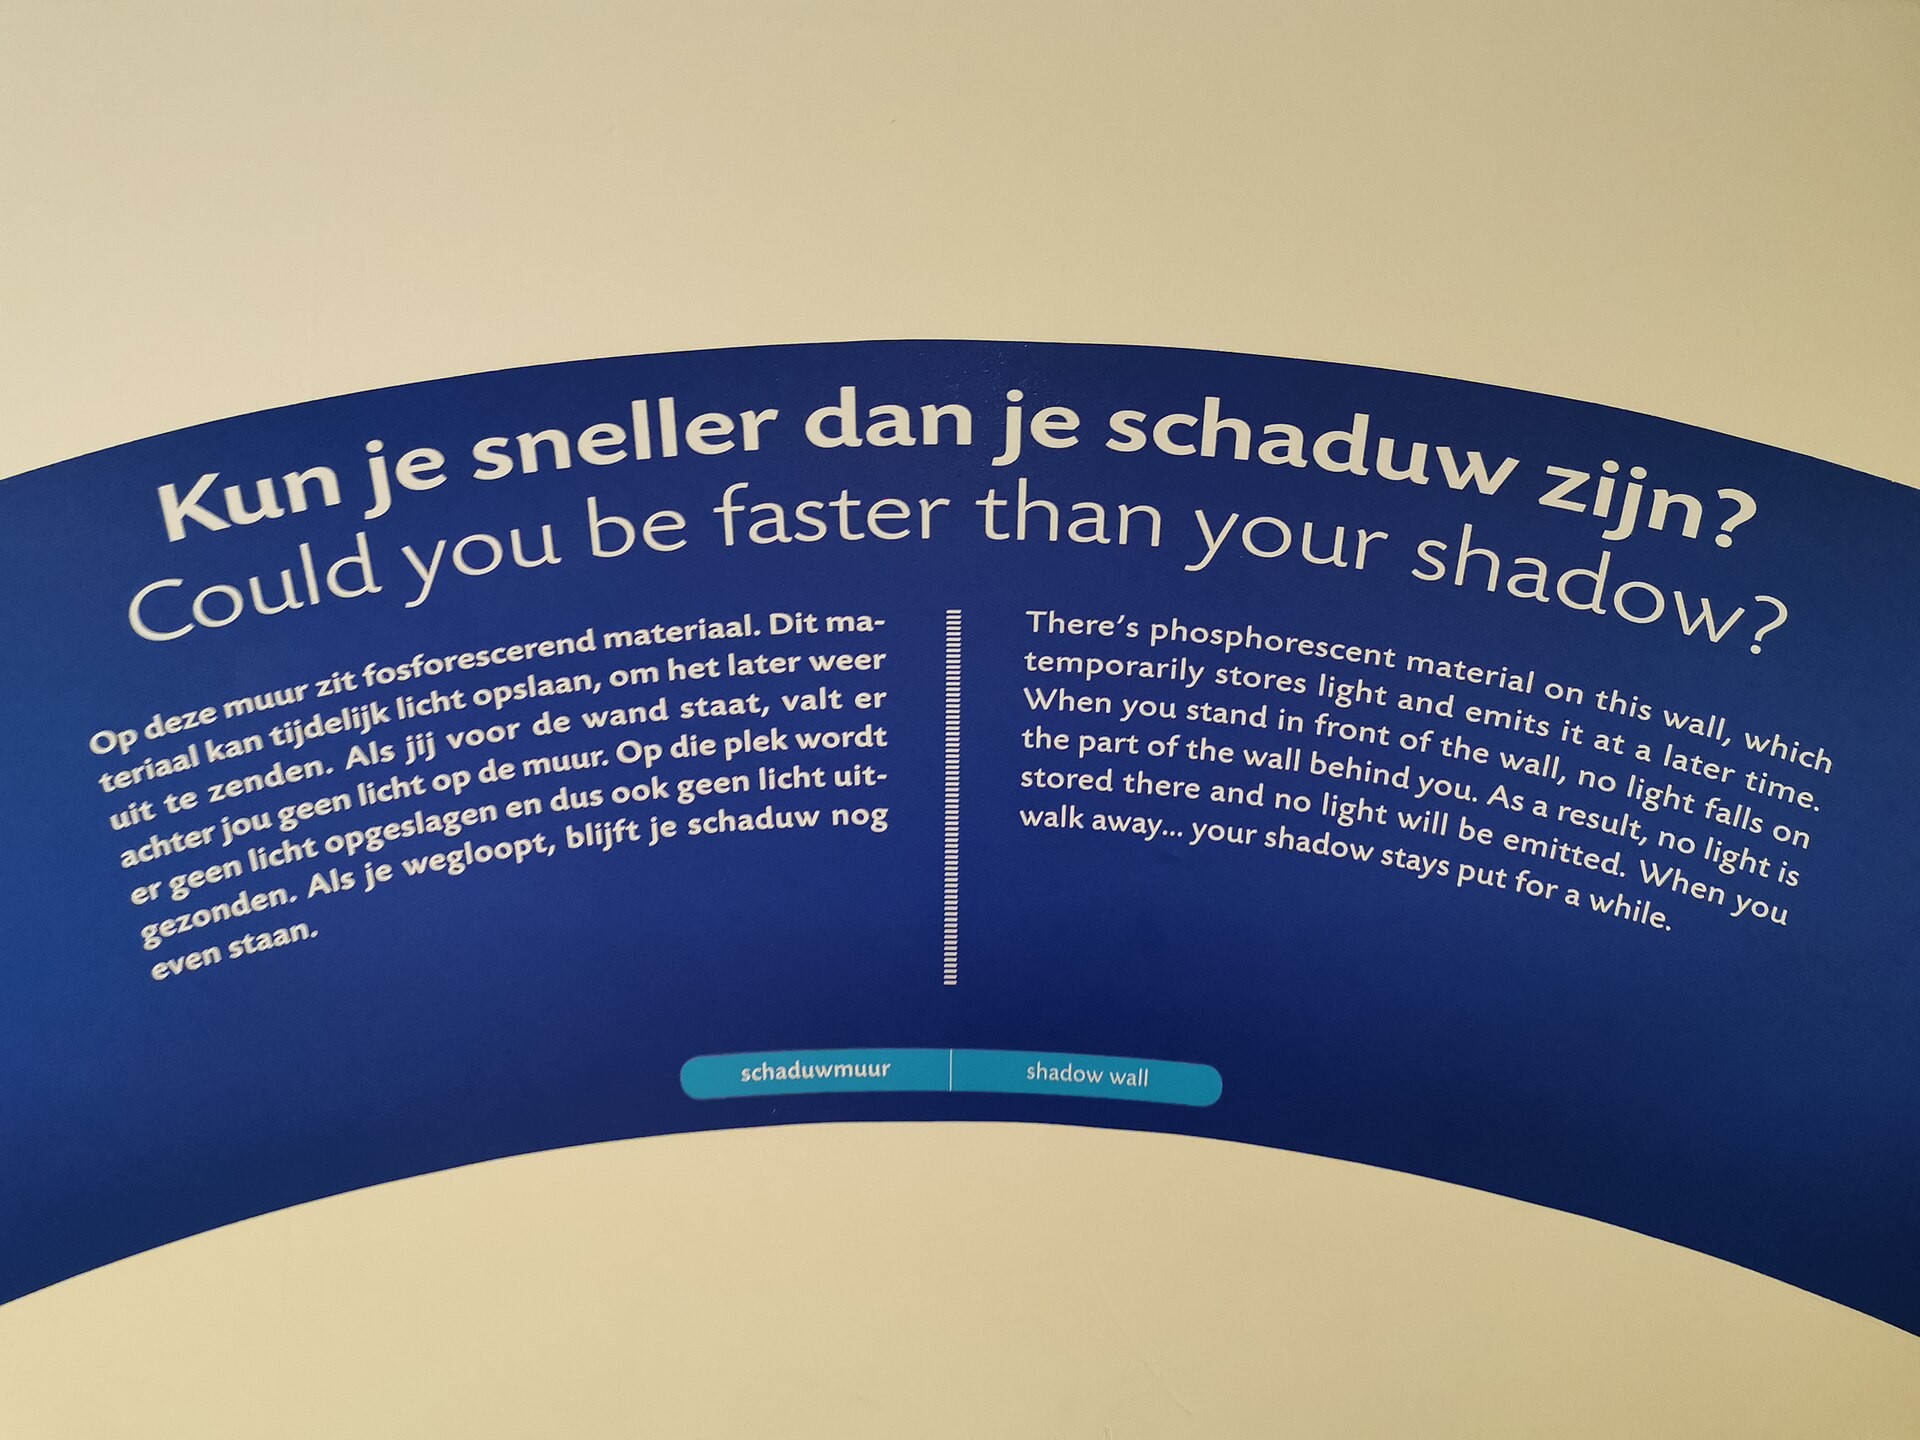 Kun je sneller dan je schaduw zijn?
Could you be faster than your shadow?
Op deze muur zit fosforescerend materiaal. Dit ma-
teriaal kan tijdelijk licht opslaan, om het later weer
uit te zenden. Als jij voor de wand staat, valt er
achter jou geen licht op de muur. Op die plek wordt
er geen licht opgeslagen en dus ook geen licht uit-
gezonden. Als je wegloopt, blijft je schaduw nog
even staan.
There's phosphorescent material on this wall, which
temporarily stores light and emits it at a later time.
When you stand in front of the wall, no light falls on
the part of the wall behind you. As a result, no light is
stored there and no light will be emitted. When you
walk away... your shadow stays put for a while.
schaduwmuur
shadow wall